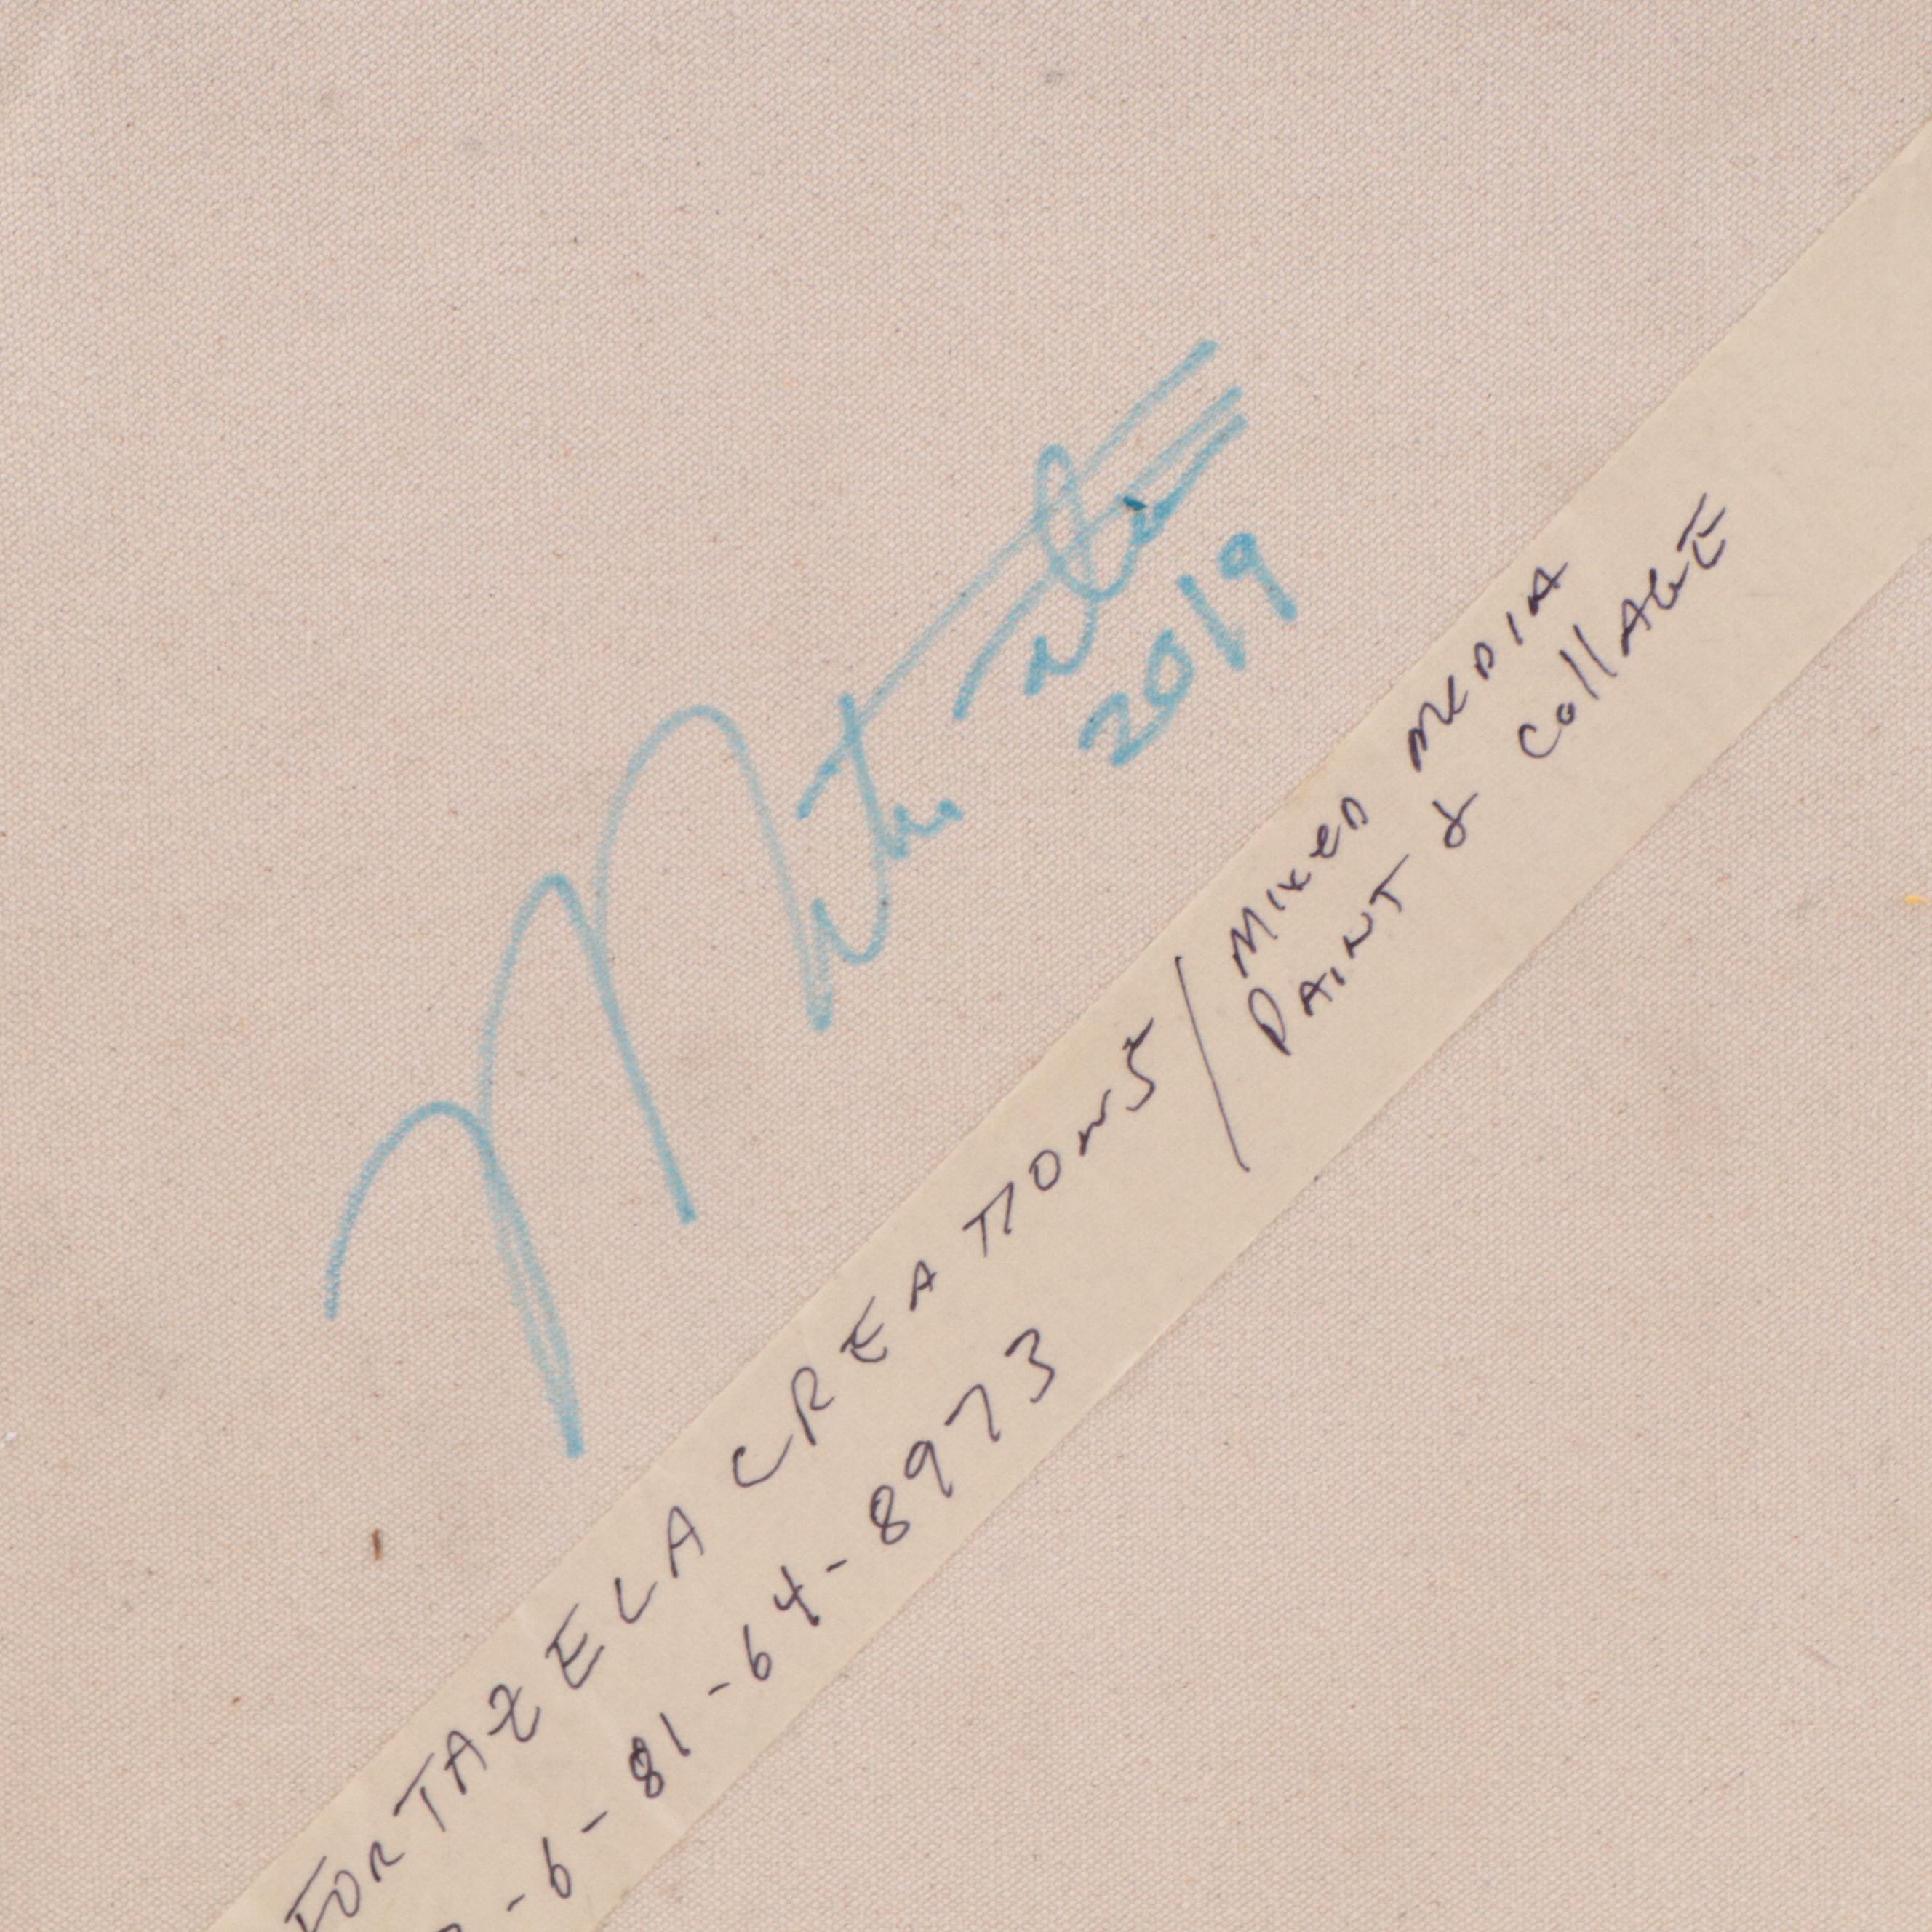 2019
FORTAZELA CREATIONS / MIXED MEDIA
PAINT & COLLAGE
-6-81-64-8973